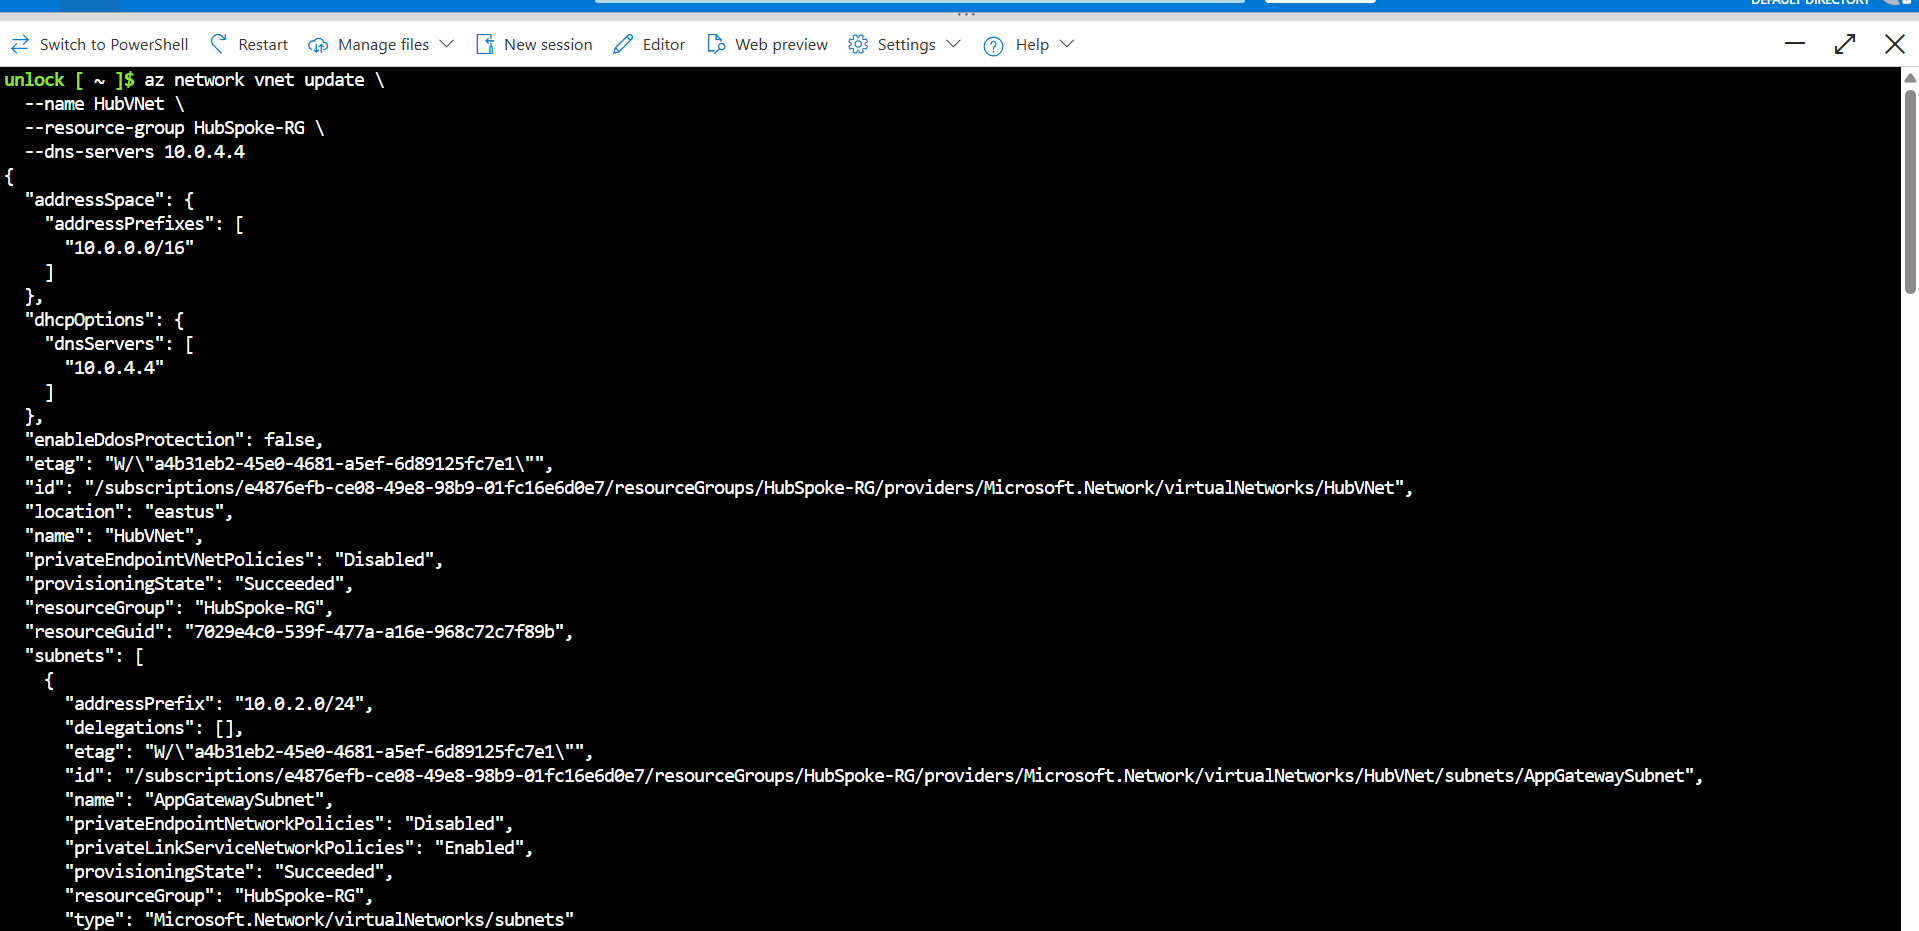 DEFAULT DIRECTORY
Switch to PowerShell Restart Manage files New session Editor Web preview Settings Help
unlock [ ~ ]$ az network vnet update \
  --name HubVNet \
  --resource-group HubSpoke-RG \
  --dns-servers 10.0.4.4
{
  "addressSpace": {
    "addressPrefixes": [
      "10.0.0.0/16"
    ]
  },
  "dhcpOptions": {
    "dnsServers": [
      "10.0.4.4"
    ]
  },
  "enableDdosProtection": false,
  "etag": "W/\"a4b31eb2-45e0-4681-a5ef-6d89125fc7e1\"",
  "id": "/subscriptions/e4876efb-ce08-49e8-98b9-01fc16e6d0e7/resourceGroups/HubSpoke-RG/providers/Microsoft.Network/virtualNetworks/HubVNet",
  "location": "eastus",
  "name": "HubVNet",
  "privateEndpointVNetPolicies": "Disabled",
  "provisioningState": "Succeeded",
  "resourceGroup": "HubSpoke-RG",
  "resourceGuid": "7029e4c0-539f-477a-a16e-968c72c7f89b",
  "subnets": [
    {
      "addressPrefix": "10.0.2.0/24",
      "delegations": [],
      "etag": "W/\"a4b31eb2-45e0-4681-a5ef-6d89125fc7e1\"",
      "id": "/subscriptions/e4876efb-ce08-49e8-98b9-01fc16e6d0e7/resourceGroups/HubSpoke-RG/providers/Microsoft.Network/virtualNetworks/HubVNet/subnets/AppGatewaySubnet",
      "name": "AppGatewaySubnet",
      "privateEndpointNetworkPolicies": "Disabled",
      "privateLinkServiceNetworkPolicies": "Enabled",
      "provisioningState": "Succeeded",
      "resourceGroup": "HubSpoke-RG",
      "type": "Microsoft.Network/virtualNetworks/subnets"